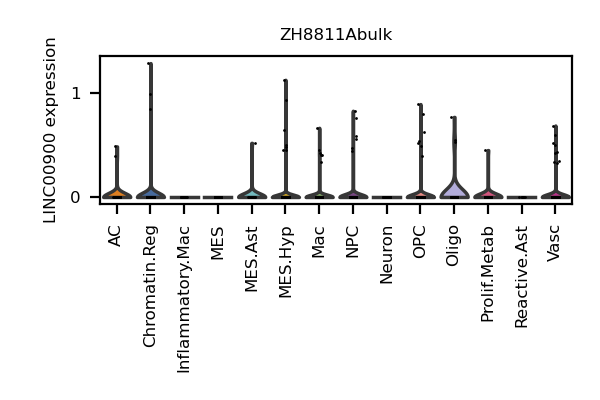 ZH8811Abulk
LINC00900 expression
1
0
AC
Chromatin.Reg
Inflammatory.Mac
MES
MES.Ast
MES.Hyp
Mac
NPC
Neuron
OPC
Oligo
Prolif.Metab
Reactive.Ast
Vasc